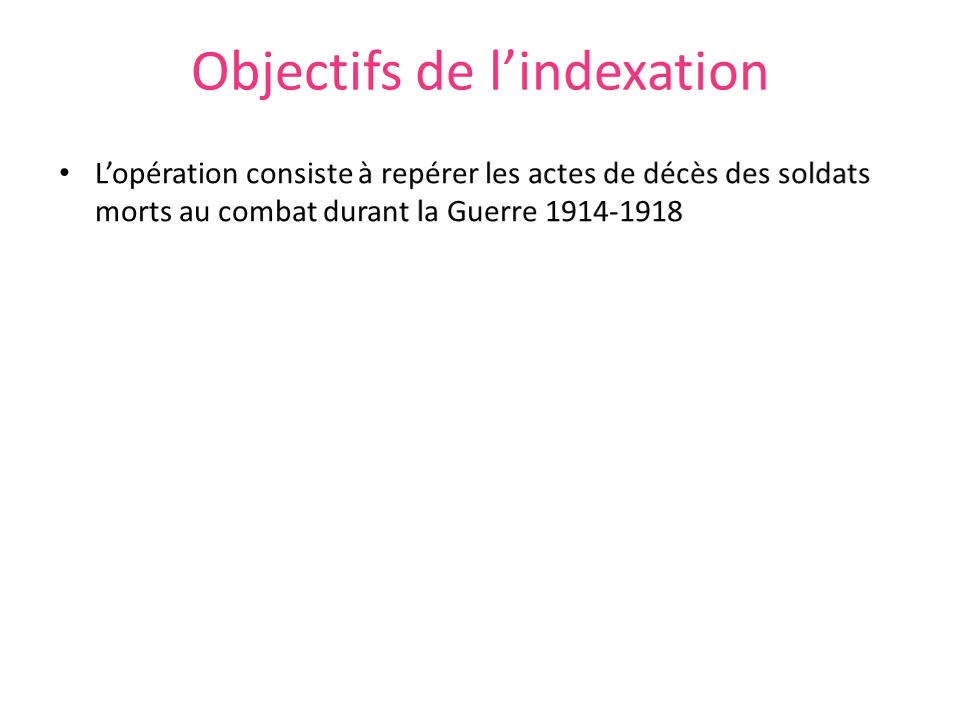 Objectifs de l’indexation
• L’opération consiste à repérer les actes de décès des soldats
morts au combat durant la Guerre 1914-1918